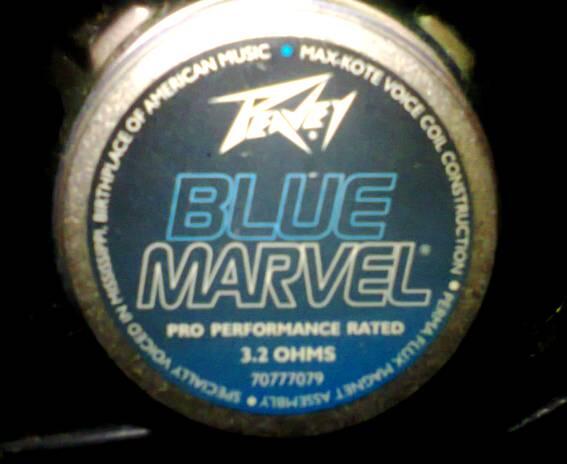 SPECIALLY VOICED IN MISSISSIPPI, BIRTHPLACE OF AMERICAN MUSIC • MAX-KOTE VOICE COIL CONSTRUCTION • PERMA FLUX MAGNET ASSEMBLY •
PEAVEY®
BLUE
MARVEL®
PRO PERFORMANCE RATED
3.2 OHMS
70777079